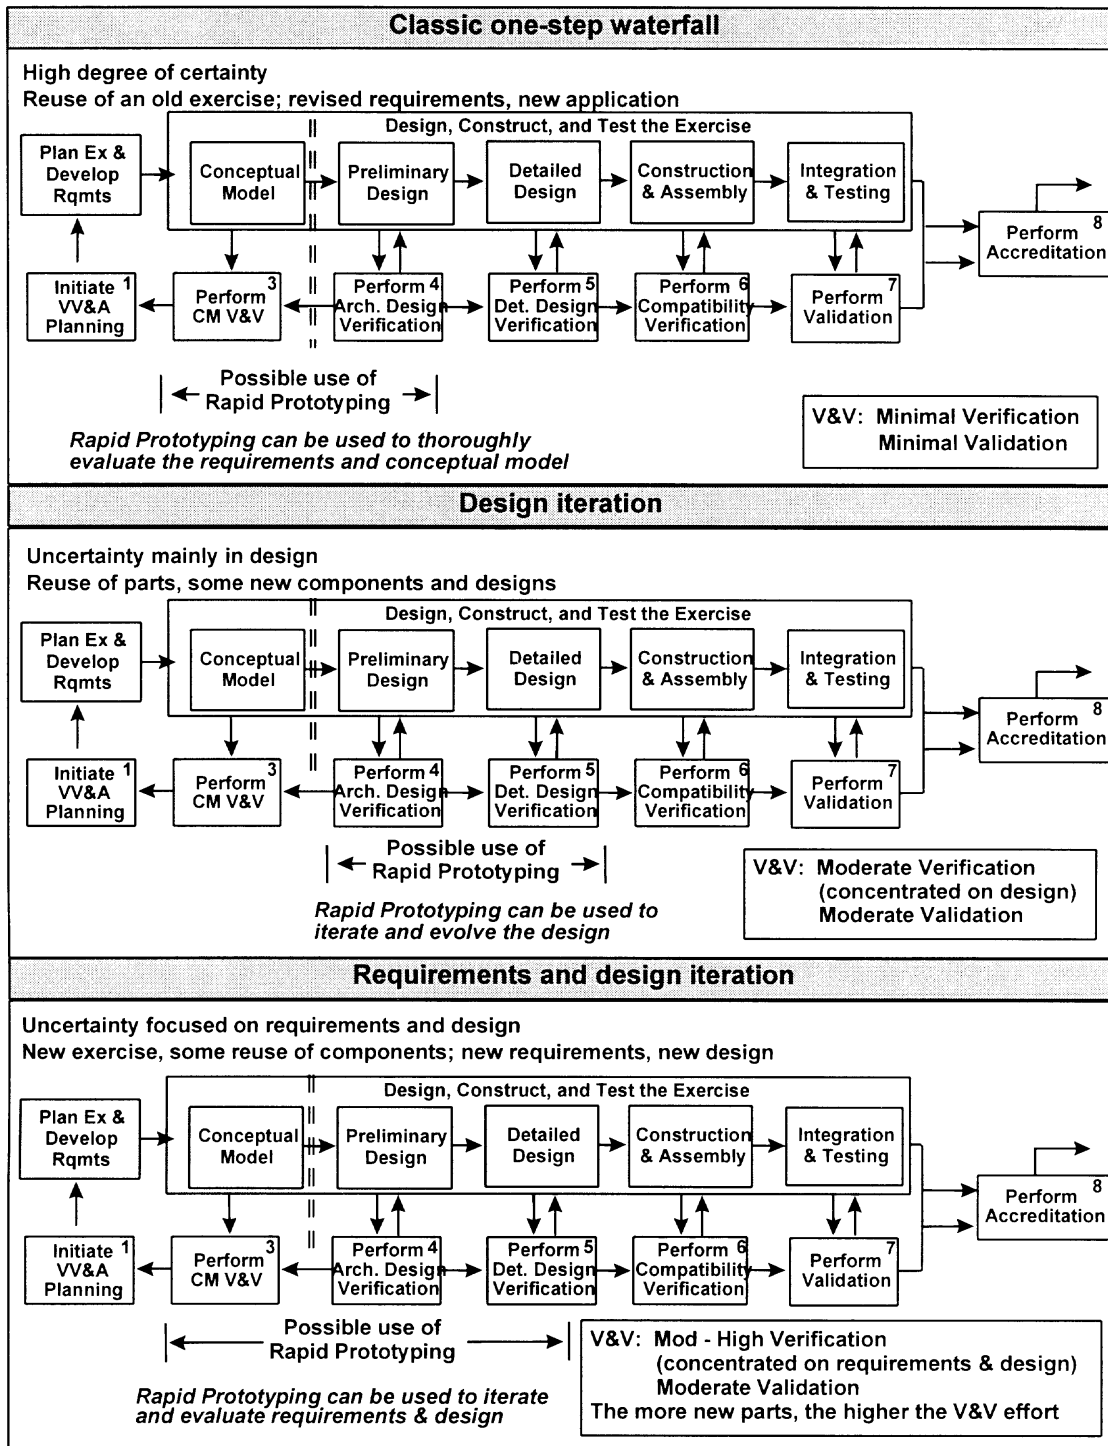 Classic one-step waterfall
High degree of certainty
Reuse of an old exercise; revised requirements, new application
Design, Construct, and Test the Exercise
Plan Ex &
Develop
Rqmts
Conceptual
Model
Preliminary
Design
Detailed
Design
Construction
& Assembly
Integration
& Testing
8
Perform
Accreditation
1
Initiate
VV&A
Planning
3
Perform
CM V&V
4
Perform
Arch. Design
Verification
5
Perform
Det. Design
Verification
6
Perform
Compatibility
Verification
7
Perform
Validation
Possible use of
Rapid Prototyping
Rapid Prototyping can be used to thoroughly
evaluate the requirements and conceptual model
V&V: Minimal Verification
Minimal Validation
Design iteration
Uncertainty mainly in design
Reuse of parts, some new components and designs
Design, Construct, and Test the Exercise
Plan Ex &
Develop
Rqmts
Conceptual
Model
Preliminary
Design
Detailed
Design
Construction
& Assembly
Integration
& Testing
8
Perform
Accreditation
1
Initiate
VV&A
Planning
3
Perform
CM V&V
4
Perform
Arch. Design
Verification
5
Perform
Det. Design
Verification
6
Perform
Compatibility
Verification
7
Perform
Validation
Possible use of
Rapid Prototyping
Rapid Prototyping can be used to
iterate and evolve the design
V&V: Moderate Verification
(concentrated on design)
Moderate Validation
Requirements and design iteration
Uncertainty focused on requirements and design
New exercise, some reuse of components; new requirements, new design
Design, Construct, and Test the Exercise
Plan Ex &
Develop
Rqmts
Conceptual
Model
Preliminary
Design
Detailed
Design
Construction
& Assembly
Integration
& Testing
8
Perform
Accreditation
1
Initiate
VV&A
Planning
3
Perform
CM V&V
4
Perform
Arch. Design
Verification
5
Perform
Det. Design
Verification
6
Perform
Compatibility
Verification
7
Perform
Validation
Possible use of
Rapid Prototyping
Rapid Prototyping can be used to iterate
and evaluate requirements & design
V&V: Mod - High Verification
(concentrated on requirements & design)
Moderate Validation
The more new parts, the higher the V&V effort